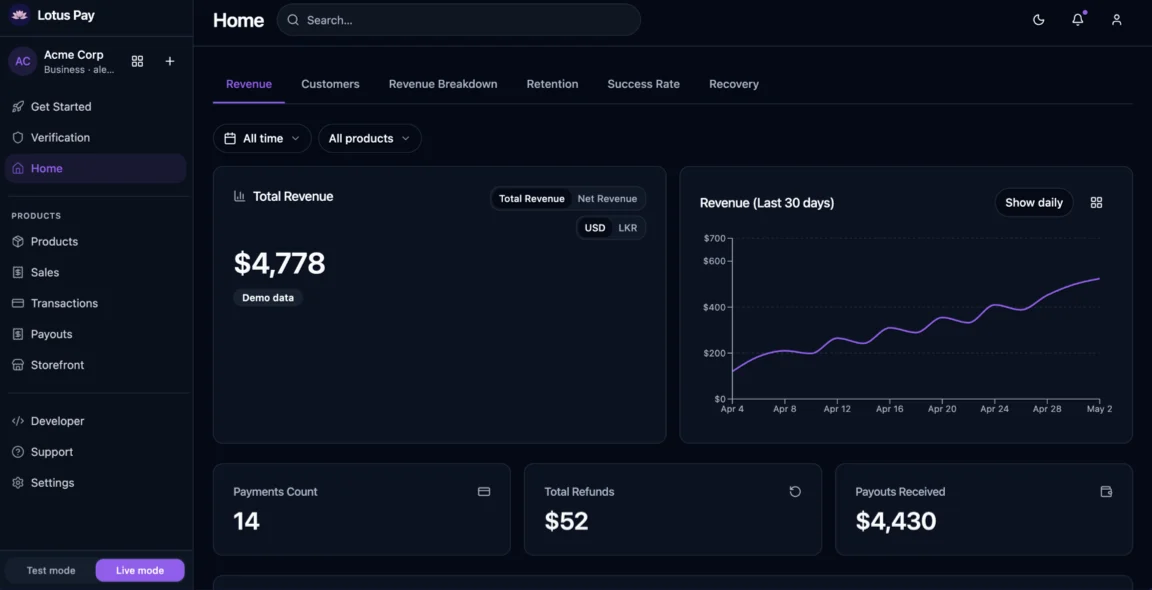 Lotus Pay
AC
Acme Corp
Business · ale...
Get Started
Verification
Home
PRODUCTS
Products
Sales
Transactions
Payouts
Storefront
Developer
Support
Settings
Test mode
Live mode
Home
Search...
Revenue
Customers
Revenue Breakdown
Retention
Success Rate
Recovery
All time
All products
Total Revenue
Total Revenue
Net Revenue
USD
LKR
$4,778
Demo data
Revenue (Last 30 days)
Show daily
$700
$600
$400
$200
$0
Apr 4
Apr 8
Apr 12
Apr 16
Apr 20
Apr 24
Apr 28
May 2
Payments Count
14
Total Refunds
$52
Payouts Received
$4,430